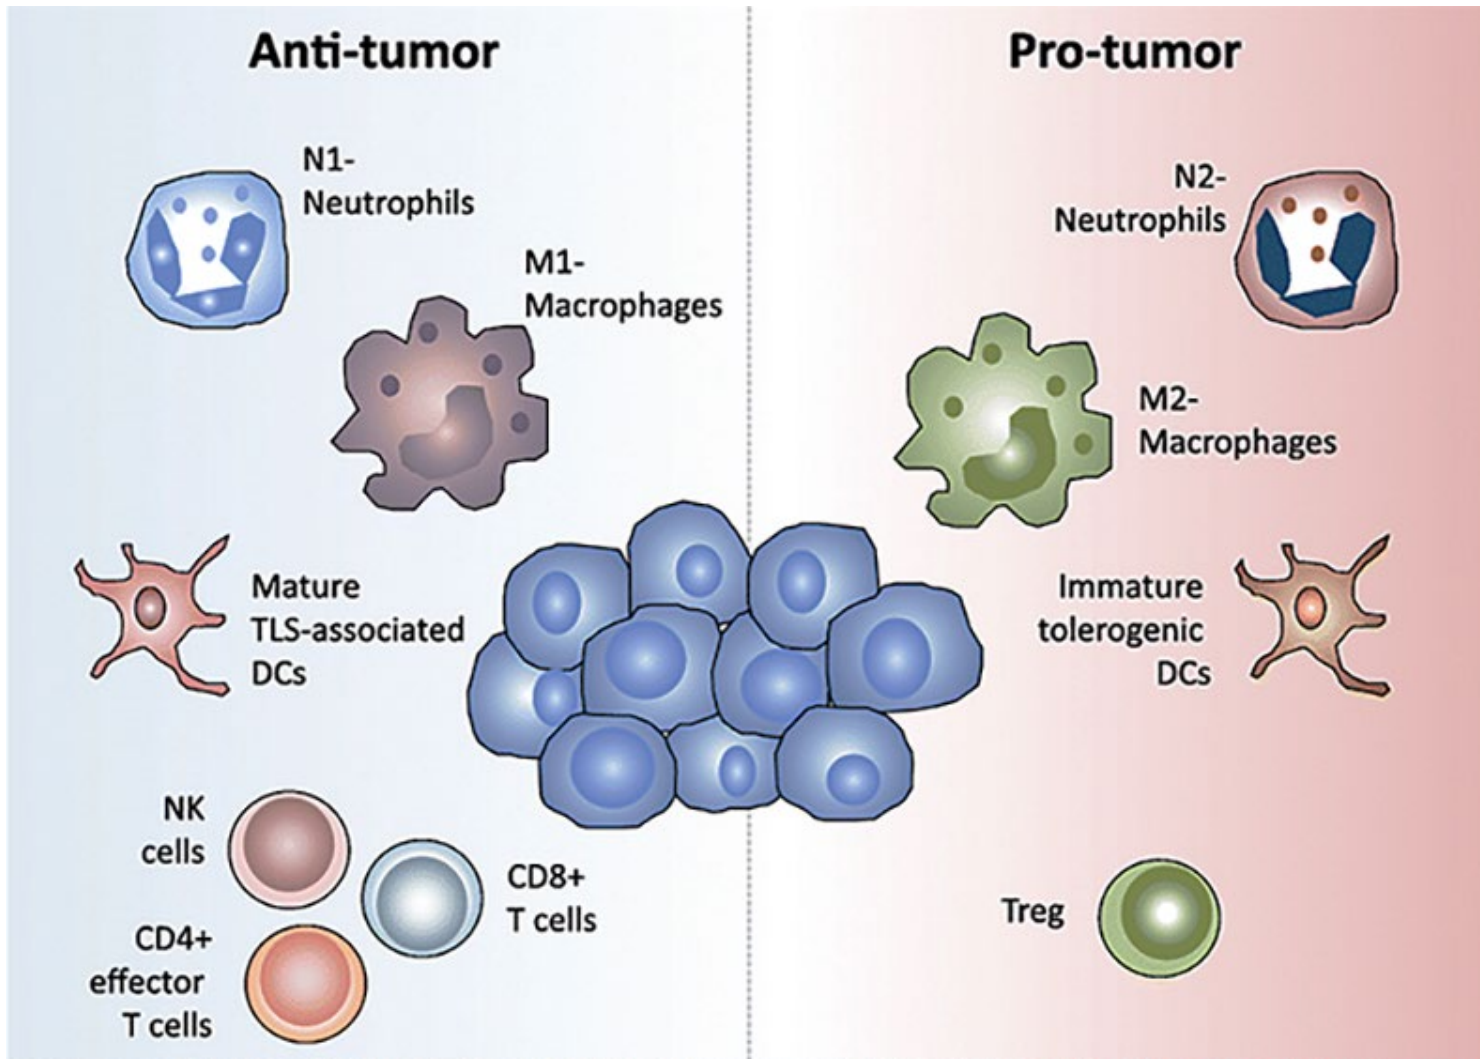 Anti-tumor
N1-
Neutrophils
M1-
Macrophages
Mature
TLS-associated
DCs
NK
cells
CD8+
T cells
CD4+
effector
T cells
Pro-tumor
N2-
Neutrophils
M2-
Macrophages
Immature
tolerogenic
DCs
Treg